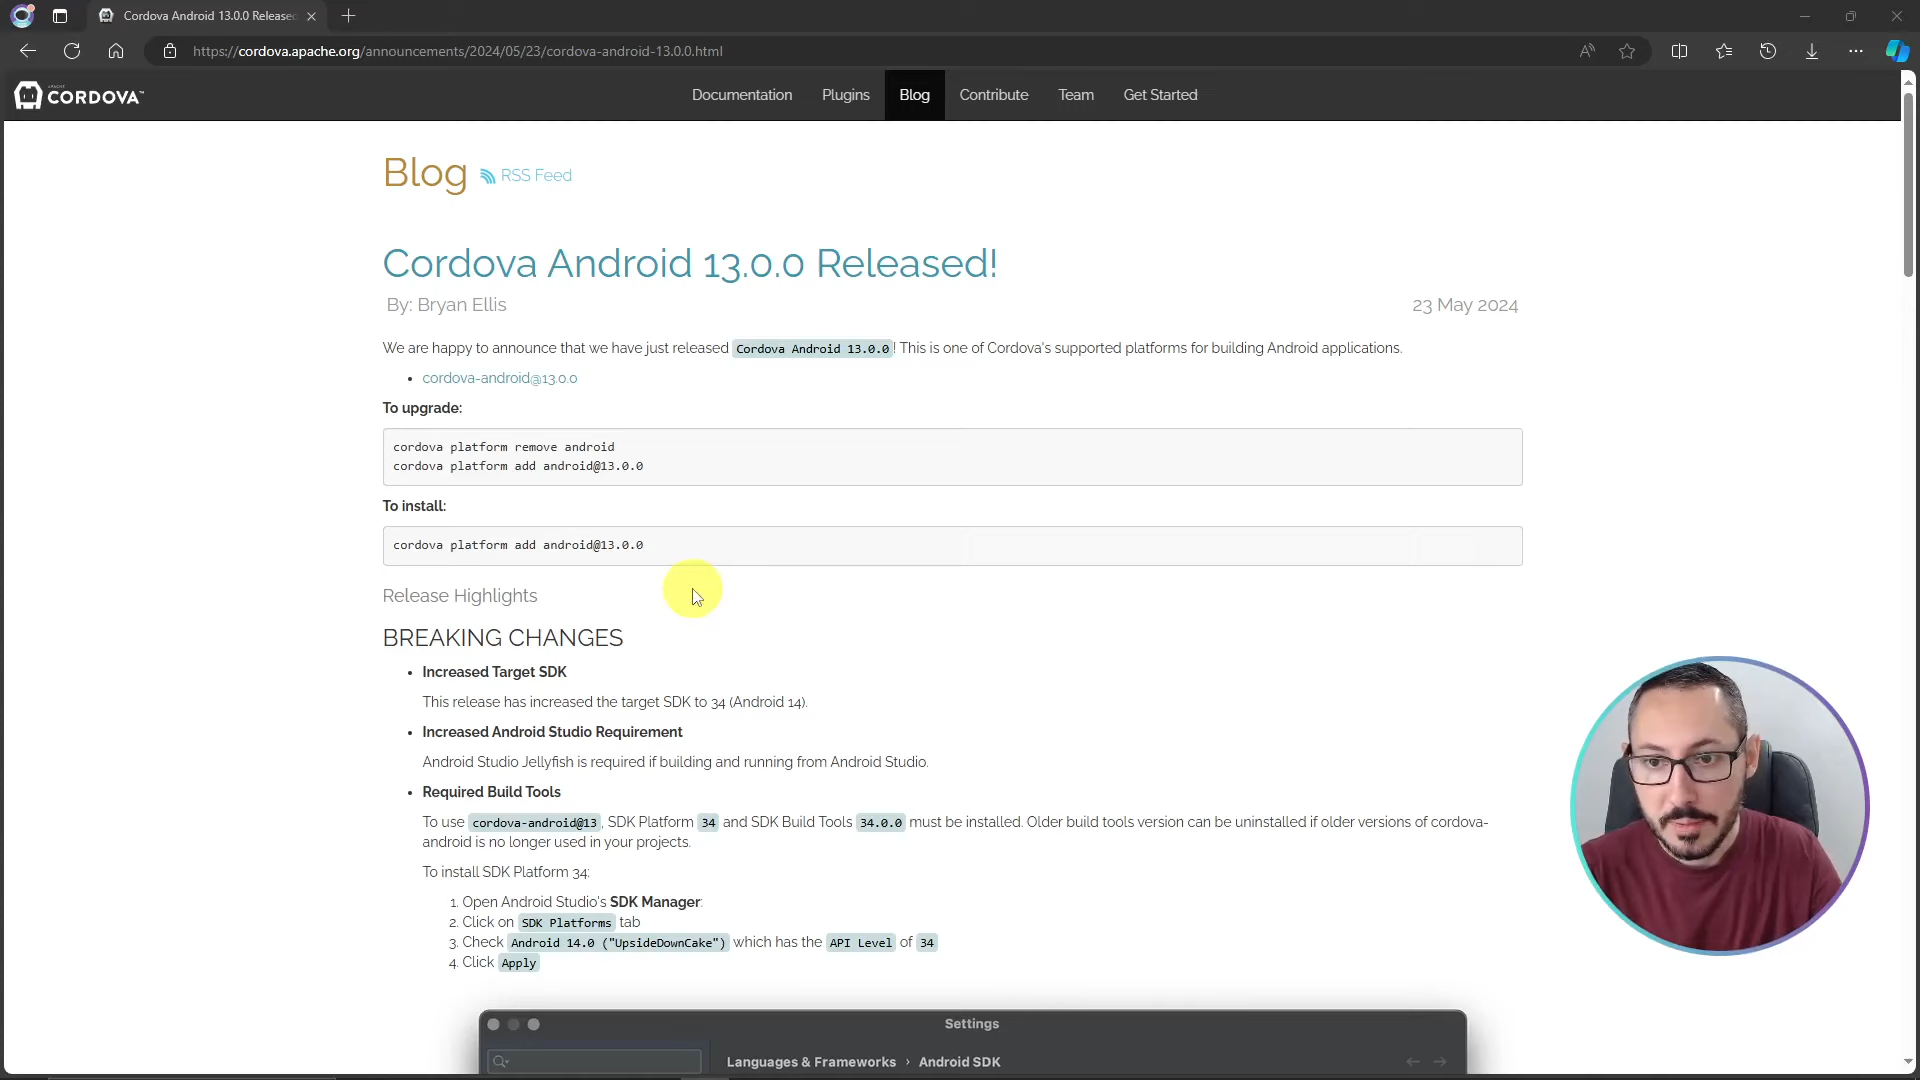 Cordova Android 13.0.0 Released
https://cordova.apache.org/announcements/2024/05/23/cordova-android-13.0.0.html
CORDOVA
Documentation
Plugins
Blog
Contribute
Team
Get Started
Blog
RSS Feed
Cordova Android 13.0.0 Released!
By: Bryan Ellis
23 May 2024
We are happy to announce that we have just released Cordova Android 13.0.0! This is one of Cordova's supported platforms for building Android applications.
• cordova-android@13.0.0
To upgrade:
cordova platform remove android
cordova platform add android@13.0.0
To install:
cordova platform add android@13.0.0
Release Highlights
BREAKING CHANGES
• Increased Target SDK
This release has increased the target SDK to 34 (Android 14).
• Increased Android Studio Requirement
Android Studio Jellyfish is required if building and running from Android Studio.
• Required Build Tools
To use cordova-android@13, SDK Platform 34 and SDK Build Tools 34.0.0 must be installed. Older build tools version can be uninstalled if older versions of cordova-
android is no longer used in your projects.
To install SDK Platform 34:
1. Open Android Studio's SDK Manager.
2. Click on SDK Platforms tab
3. Check Android 14.0 ("UpsideDownCake") which has the API Level of 34
4. Click Apply
Settings
Languages & Frameworks › Android SDK